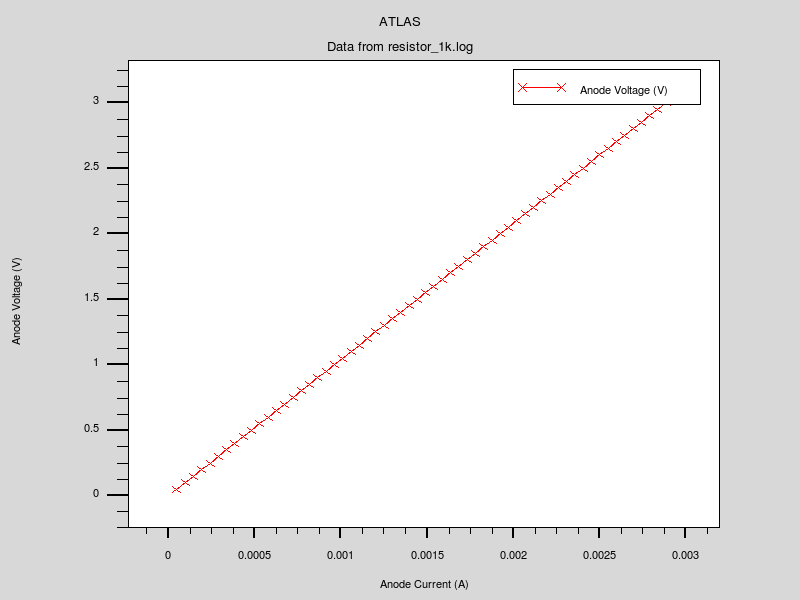 ATLAS
Data from resistor_1k.log
Anode Voltage (V)
3
2.5
2
1.5
1
0.5
0
Anode Voltage (V)
0
0.0005
0.001
0.0015
0.002
0.0025
0.003
Anode Current (A)